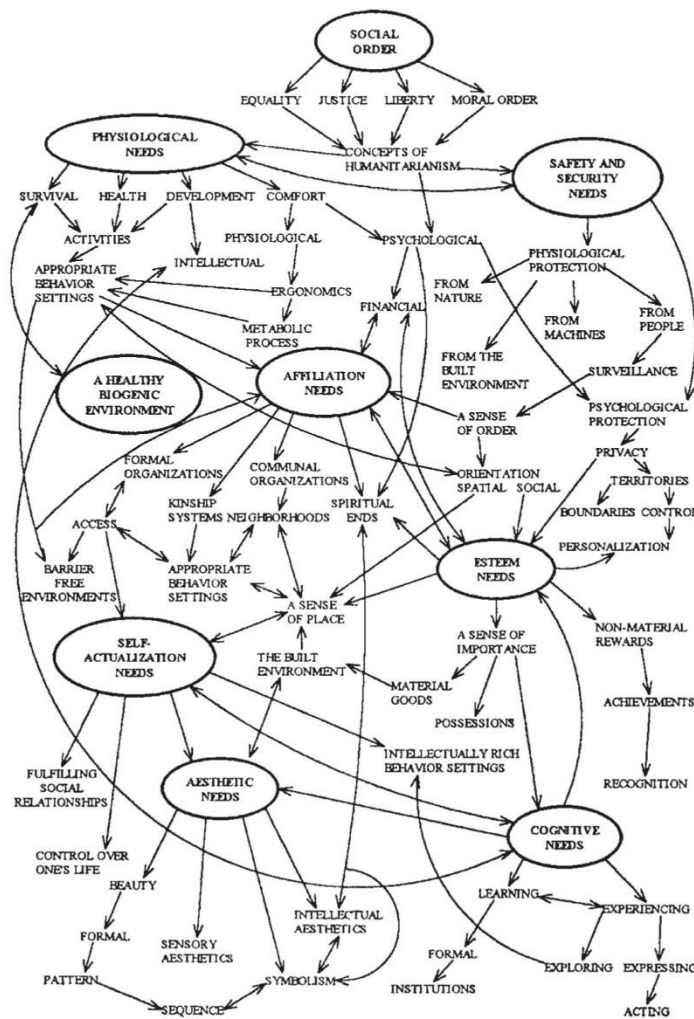 SOCIAL
ORDER
EQUALITY
JUSTICE
LIBERTY
MORAL ORDER
PHYSIOLOGICAL
NEEDS
CONCEPTS OF
HUMANITARIANISM
SAFETY AND
SECURITY
NEEDS
SURVIVAL
HEALTH
DEVELOPMENT
COMFORT
ACTIVITIES
PHYSIOLOGICAL
PSYCHOLOGICAL
PHYSIOLOGICAL
PROTECTION
APPROPRIATE
BEHAVIOR
SETTINGS
INTELLECTUAL
FROM
NATURE
ERGONOMICS
FINANCIAL
FROM
MACHINES
FROM
PEOPLE
METABOLIC
PROCESS
FROM THE
BUILT
ENVIRONMENT
SURVEILLANCE
A HEALTHY
BIOGENIC
ENVIRONMENT
AFFILIATION
NEEDS
A SENSE
OF ORDER
PSYCHOLOGICAL
PROTECTION
FORMAL
ORGANIZATIONS
COMMUNAL
ORGANIZATIONS
PRIVACY
ORIENTATION
SPATIAL SOCIAL
TERRITORIES
KINSHIP
SYSTEMS
NEIGHBORHOODS
SPIRITUAL
ENDS
BOUNDARIES
CONTROL
ACCESS
PERSONALIZATION
BARRIER
FREE
ENVIRONMENTS
APPROPRIATE
BEHAVIOR
SETTINGS
ESTEEM
NEEDS
A SENSE
OF PLACE
SELF-
ACTUALIZATION
NEEDS
A SENSE OF
IMPORTANCE
NON-MATERIAL
REWARDS
THE BUILT
ENVIRONMENT
MATERIAL
GOODS
ACHIEVEMENTS
POSSESSIONS
INTELLECTUALLY RICH
BEHAVIOR SETTINGS
RECOGNITION
FULFILLING
SOCIAL
RELATIONSHIPS
AESTHETIC
NEEDS
COGNITIVE
NEEDS
CONTROL OVER
ONE'S LIFE
BEAUTY
LEARNING
EXPERIENCING
INTELLECTUAL
AESTHETICS
FORMAL
SENSORY
AESTHETICS
FORMAL
EXPLORING
EXPRESSING
PATTERN
SYMBOLISM
INSTITUTIONS
SEQUENCE
ACTING